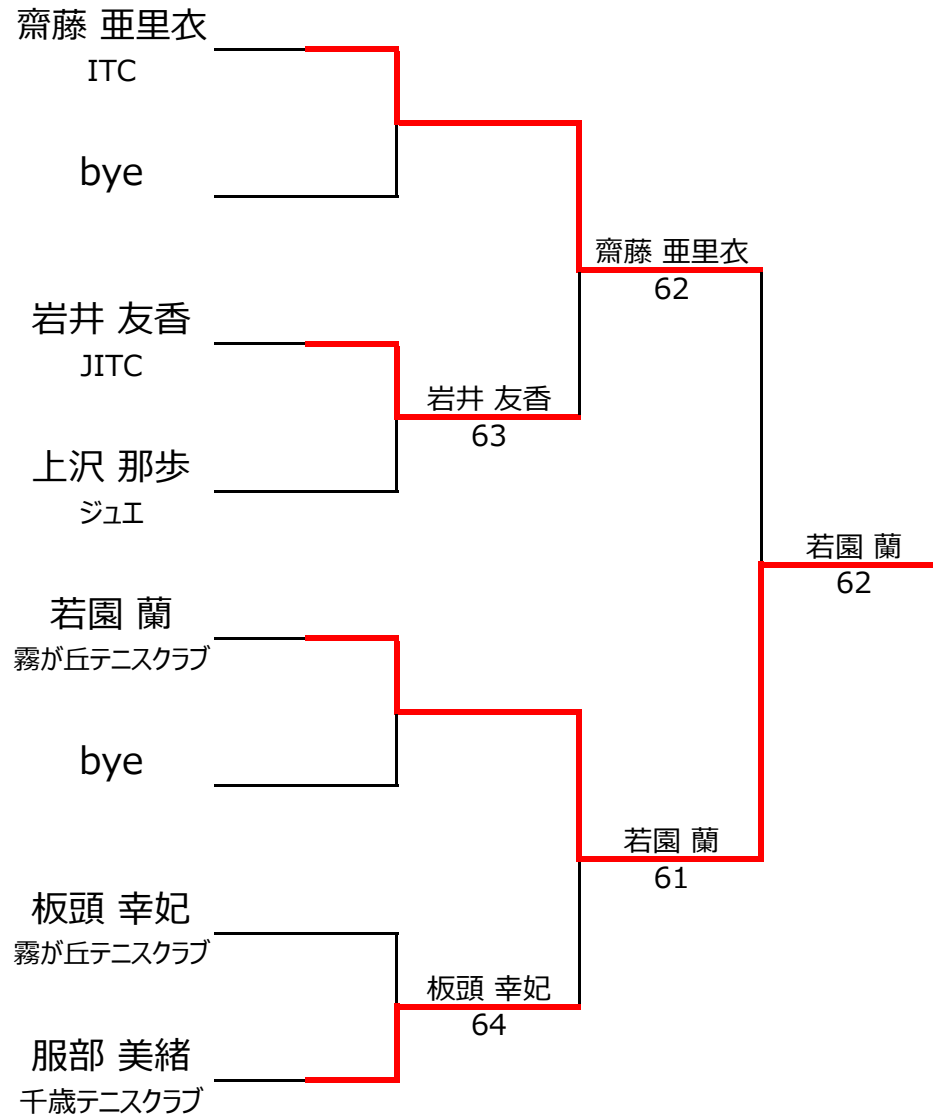 齋藤 亜里衣
ITC
bye
齋藤 亜里衣
62
岩井 友香
JITC
岩井 友香
63
上沢 那歩
ジュエ
若園 蘭
62
若園 蘭
霧が丘テニスクラブ
bye
若園 蘭
61
板頭 幸妃
霧が丘テニスクラブ
板頭 幸妃
64
服部 美緒
千歳テニスクラブ